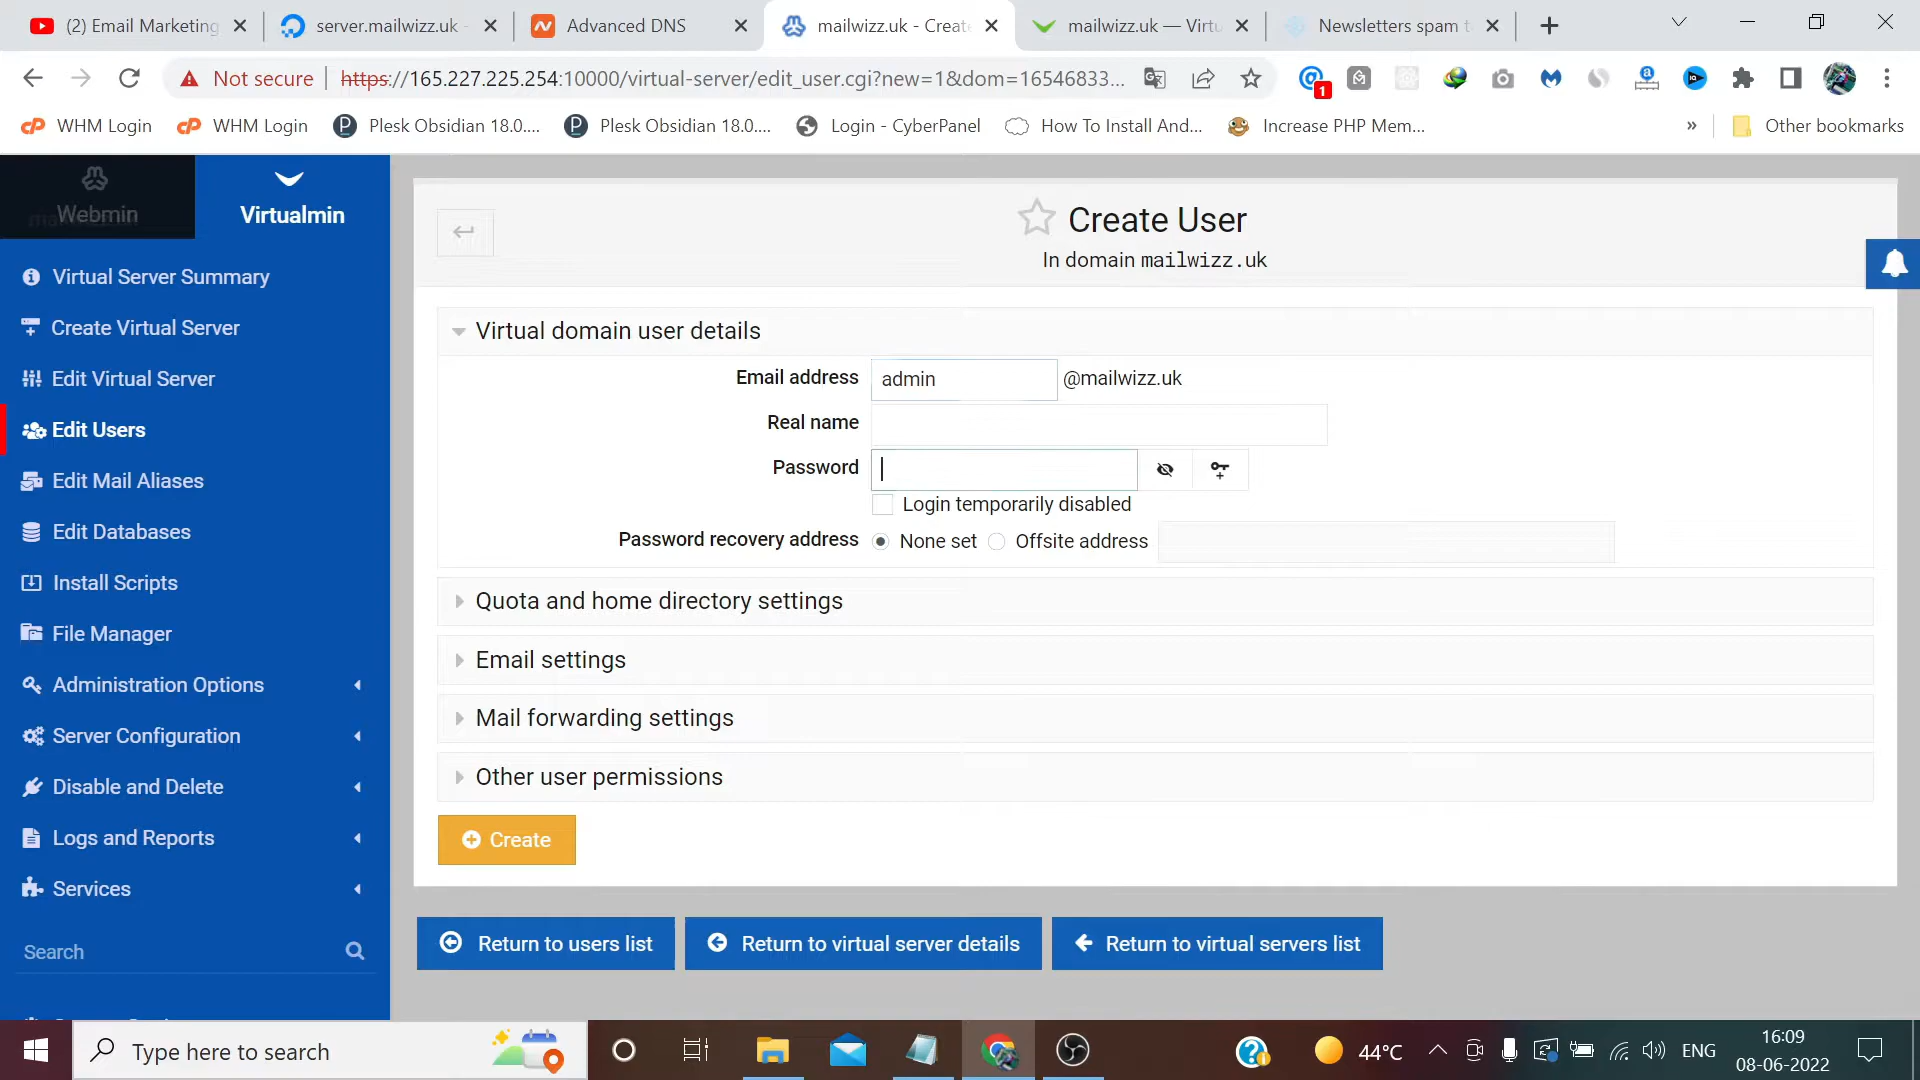 (2) Email Marketing
server.mailwizz.uk -
Advanced DNS
mailwizz.uk - Create
mailwizz.uk — Virtu
Newsletters spam t
Not secure
https://165.227.225.254:10000/virtual-server/edit_user.cgi?new=1&dom=16546833...
1
WHM Login
WHM Login
Plesk Obsidian 18.0....
Plesk Obsidian 18.0....
Login - CyberPanel
How To Install And...
Increase PHP Mem...
»
Other bookmarks
Webmin
Virtualmin
Virtual Server Summary
Create Virtual Server
Edit Virtual Server
Edit Users
Edit Mail Aliases
Edit Databases
Install Scripts
File Manager
Administration Options
Server Configuration
Disable and Delete
Logs and Reports
Services
Search
Create User
In domain mailwizz.uk
Virtual domain user details
Email address admin @mailwizz.uk
Real name
Password
Login temporarily disabled
Password recovery address None set Offsite address
Quota and home directory settings
Email settings
Mail forwarding settings
Other user permissions
Create
Return to users list
Return to virtual server details
Return to virtual servers list
Type here to search
44°C
ENG
16:09
08-06-2022